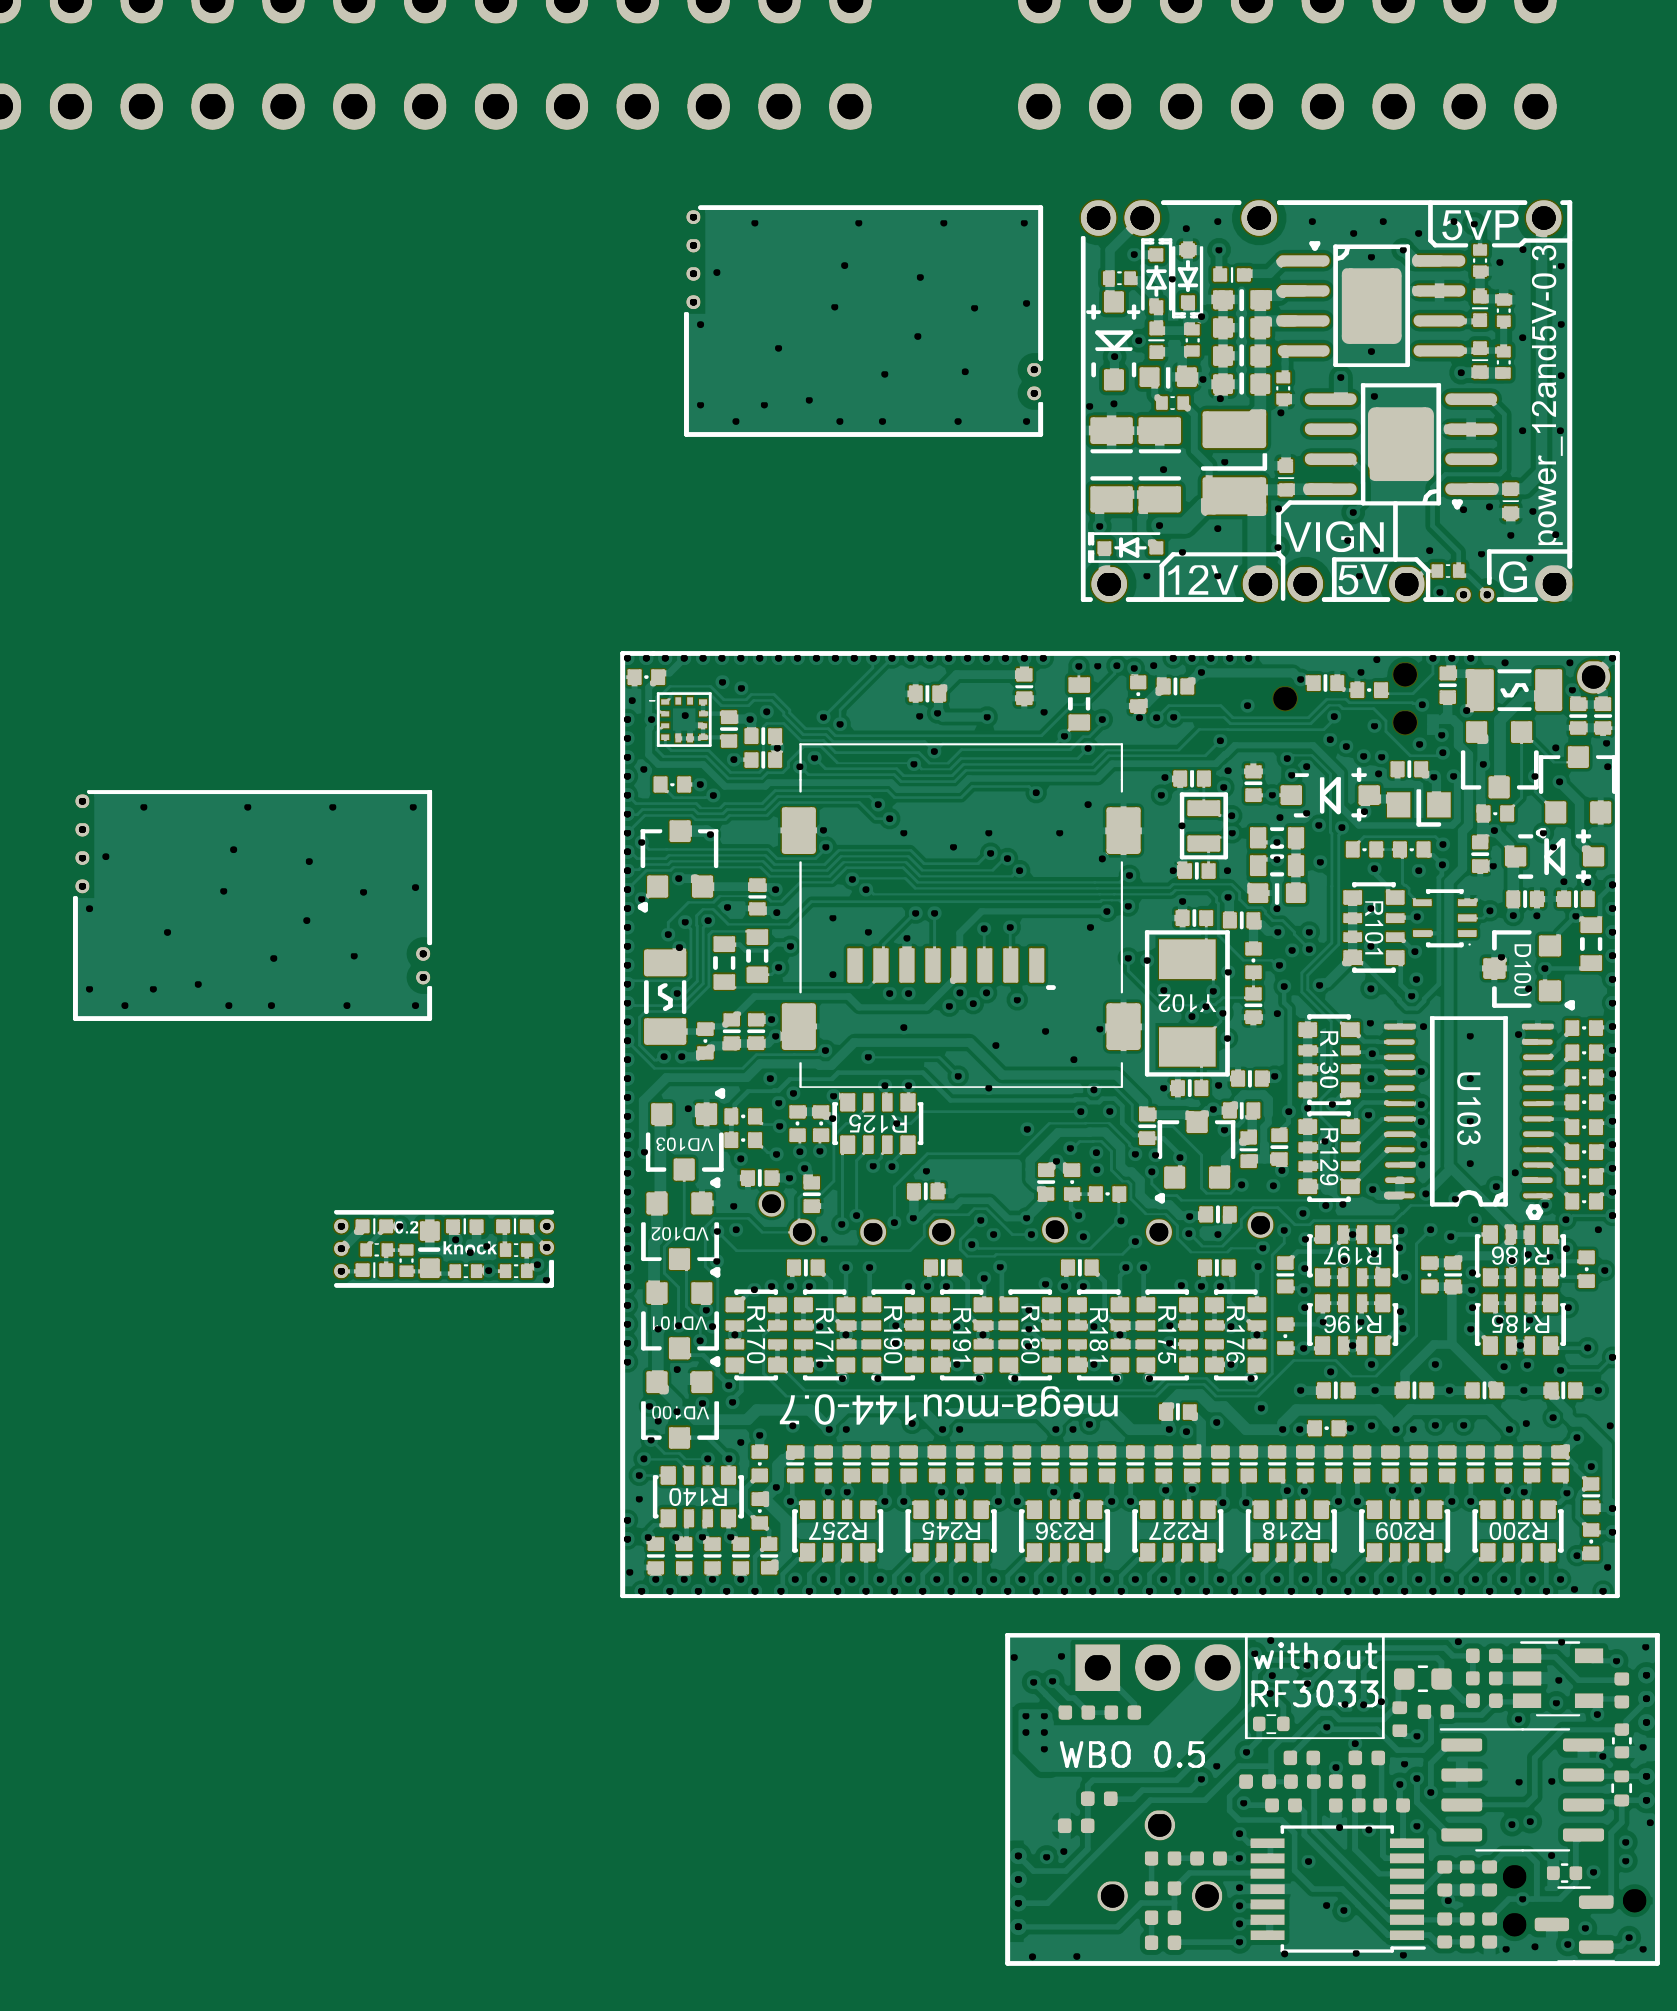 5VP
power_12and5V-0.3
VIGN
12V
5V
G
R101
D100
Y102
R130
U103
R125
R129
VD103
VD102
0.2
knock
R197
R186
VD101
R170
R171
R190
R191
R180
R181
R175
R176
R196
R185
mega-mcu144-0.7
VD100
R140
R257
R245
R236
R227
R218
R209
R200
without
RF3033
WBO 0.5